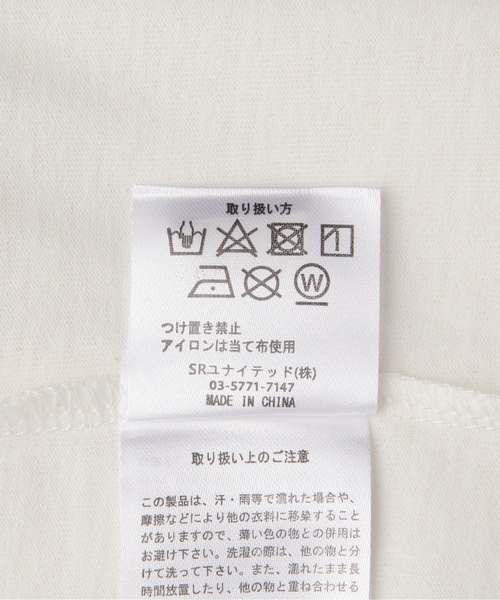 取り扱い方
W
つけ置き禁止
アイロンは当て布使用
SRユナイテッド(株)
03-5771-7147
MADE IN CHINA
取り扱い上のご注意
この製品は、汗・雨等で濡れた場合や、
摩擦などにより他の衣料に移染すること
がありますので、薄い色の物との併用は
お避け下さい。洗濯の際は、他の物と分
けて洗って下さい。また、濡れたまま長
時間放置したり、他の物と重ね合わせる